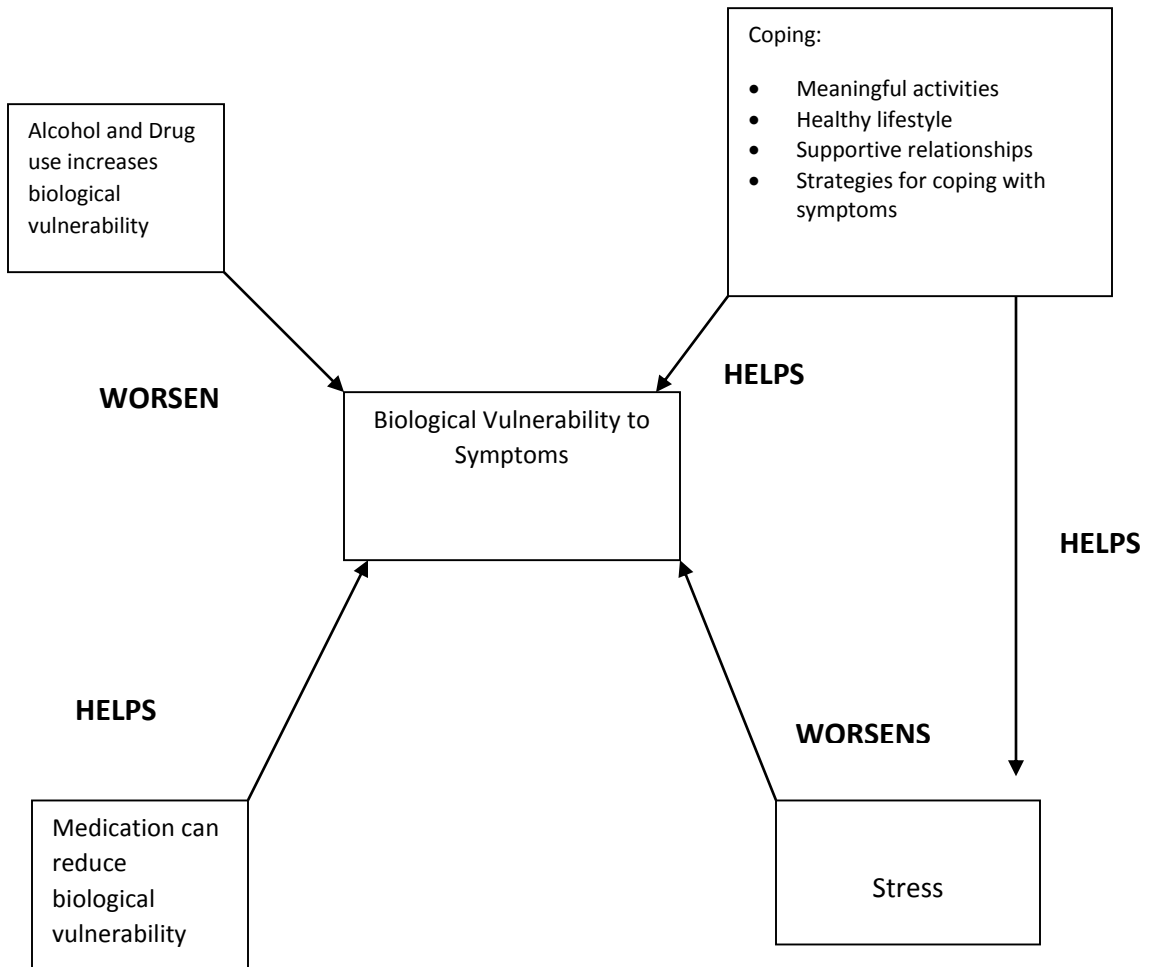 Coping:
• Meaningful activities
• Healthy lifestyle
• Supportive relationships
• Strategies for coping with
symptoms
Alcohol and Drug
use increases
biological
vulnerability
WORSEN
HELPS
Biological Vulnerability to
Symptoms
HELPS
HELPS
WORSENS
Medication can
reduce
biological
vulnerability
Stress